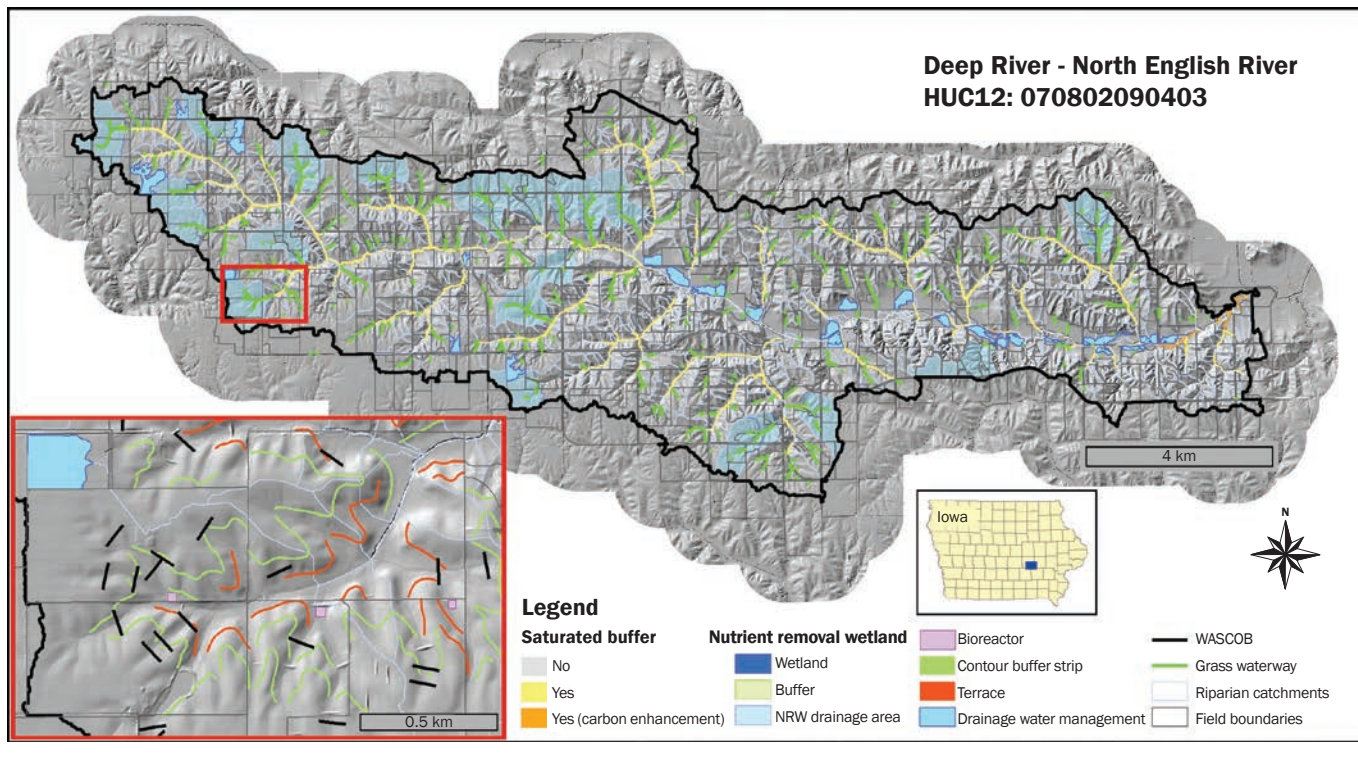 Deep River - North English River
HUC12: 070802090403
4 km
Iowa
N
0.5 km
Legend
Saturated buffer
No
Yes
Yes (carbon enhancement)
Nutrient removal wetland
Wetland
Buffer
NRW drainage area
Bioreactor
Contour buffer strip
Terrace
Drainage water management
WASCOB
Grass waterway
Riparian catchments
Field boundaries